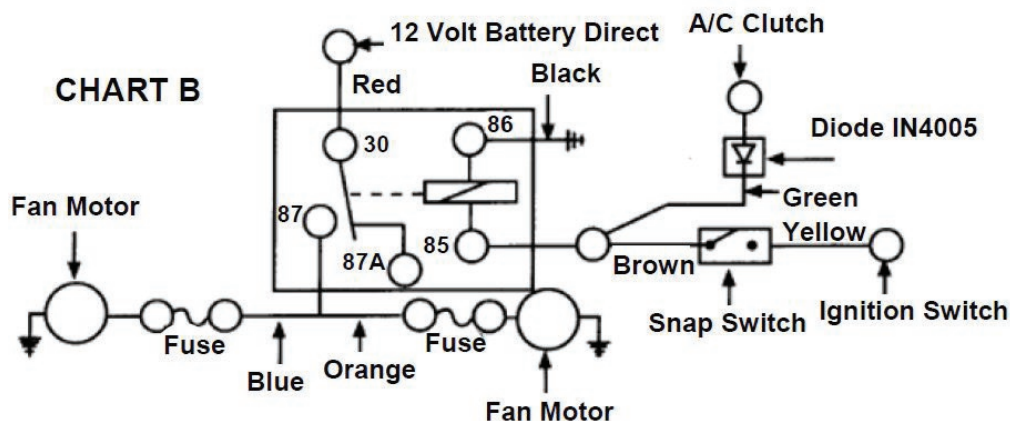 12 Volt Battery Direct
A/C Clutch
CHART B
Red
Black
86
30
Diode IN4005
Green
Fan Motor
87
85
Yellow
87A
Brown
Fuse
Fuse
Snap Switch
Ignition Switch
Blue
Orange
Fan Motor